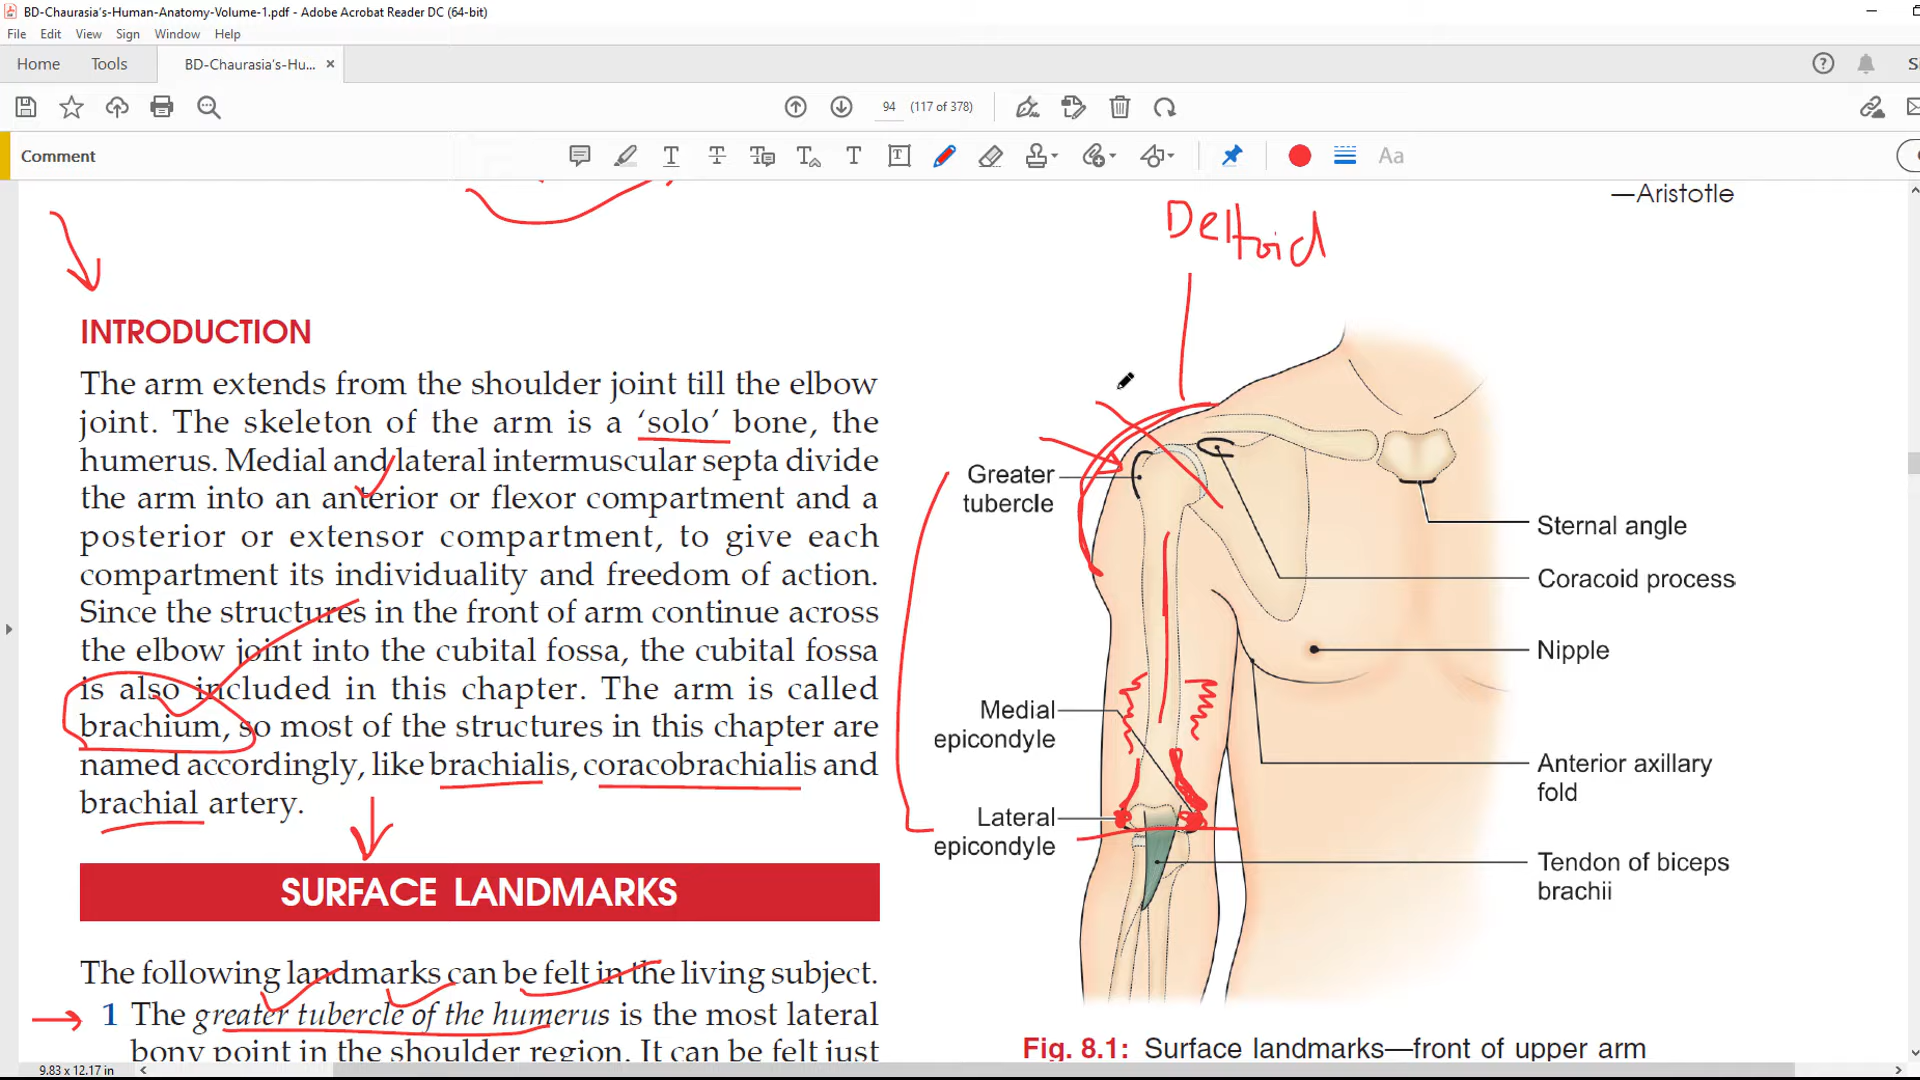 BD-Chaurasia's-Human-Anatomy-Volume-1.pdf - Adobe Acrobat Reader DC (64-bit)
File Edit View Sign Window Help
Home Tools BD-Chaurasia's-Hu... ×
94 (117 of 378)
Comment
Aa
—Aristotle
Deltoid
INTRODUCTION
The arm extends from the shoulder joint till the elbow
joint. The skeleton of the arm is a ‘solo’ bone, the
humerus. Medial and lateral intermuscular septa divide
the arm into an anterior or flexor compartment and a
posterior or extensor compartment, to give each
compartment its individuality and freedom of action.
Since the structures in the front of arm continue across
the elbow joint into the cubital fossa, the cubital fossa
is also included in this chapter. The arm is called
brachium, so most of the structures in this chapter are
named accordingly, like brachialis, coracobrachialis and
brachial artery.
SURFACE LANDMARKS
The following landmarks can be felt in the living subject.
1 The greater tubercle of the humerus is the most lateral
bony point in the shoulder region. It can be felt just
Greater
tubercle
Medial
epicondyle
Lateral
epicondyle
Sternal angle
Coracoid process
Nipple
Anterior axillary
fold
Tendon of biceps
brachii
Fig. 8.1: Surface landmarks—front of upper arm
9.83 x 12.17 in